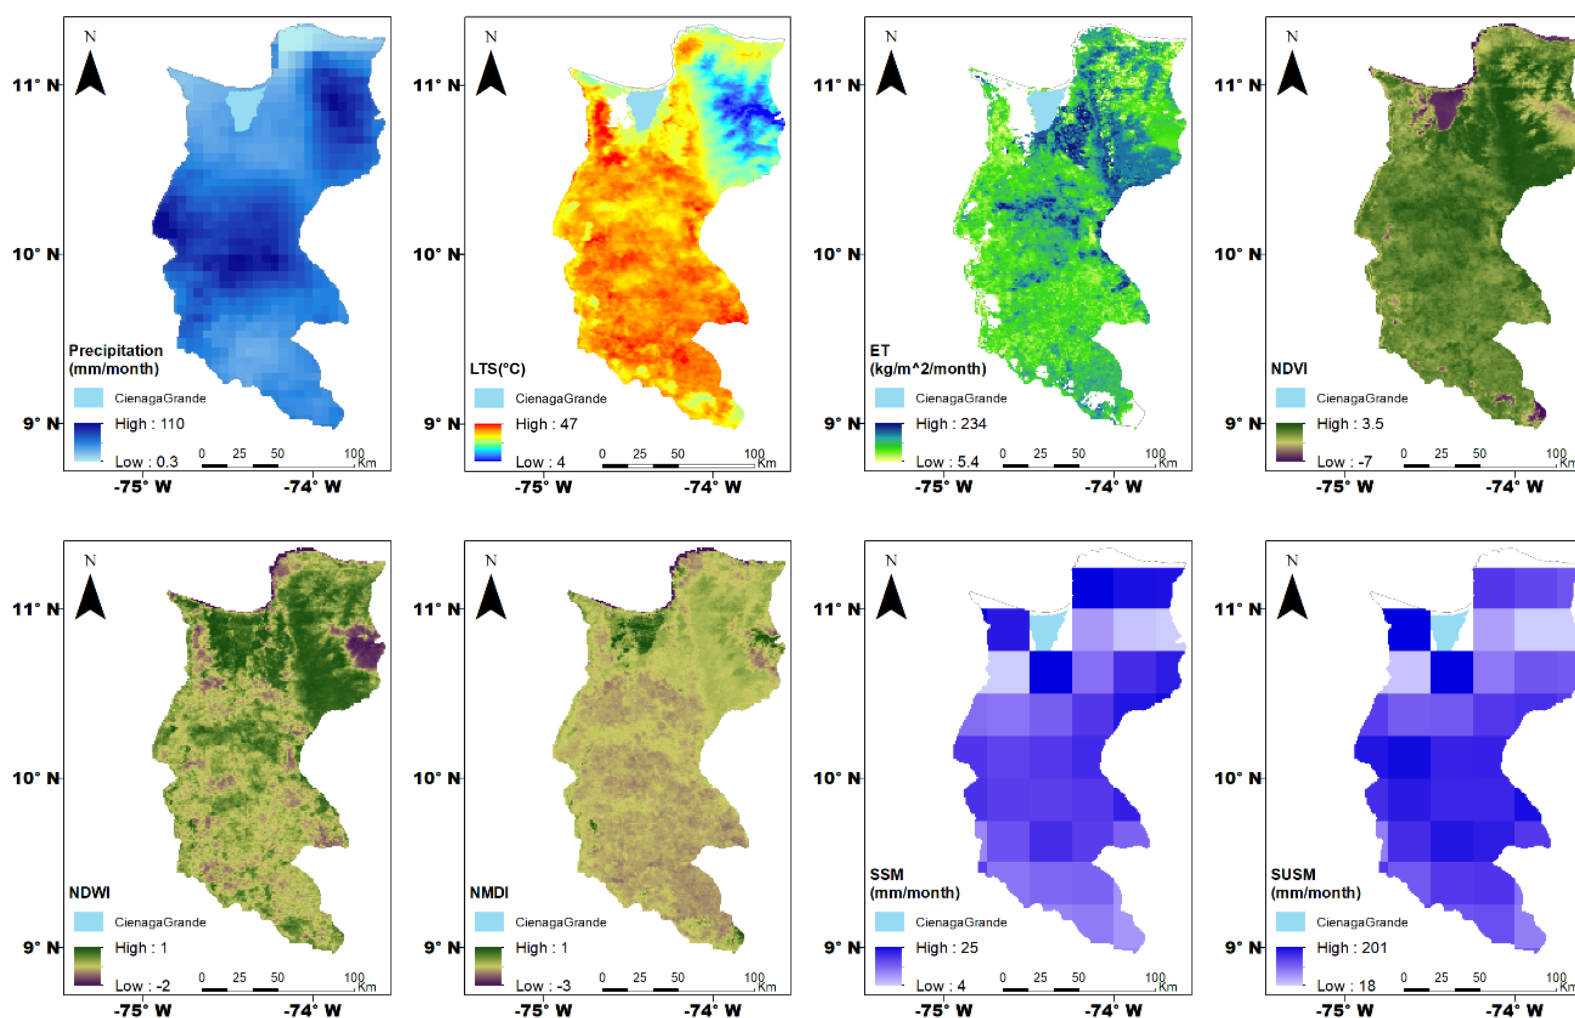 N
N
N
N
11° N
11° N
11° N
11° N
10° N
10° N
10° N
10° N
Precipitation
(mm/month)
CienagaGrande
High : 110
Low : 0.3
0 25 50 100
Km
LTS(°C)
CienagaGrande
High : 47
Low : 4
0 25 50 100
Km
ET
(kg/m^2/month)
CienagaGrande
High : 234
Low : 5.4
0 25 50 100
Km
NDVI
CienagaGrande
High : 3.5
Low : -7
0 25 50 100
Km
9° N
9° N
9° N
9° N
-75° W -74° W
-75° W -74° W
-75° W -74° W
-75° W -74° W
N
N
N
N
11° N
11° N
11° N
11° N
10° N
10° N
10° N
10° N
NDWI
CienagaGrande
High : 1
Low : -2
0 25 50 100
Km
NMDI
CienagaGrande
High : 1
Low : -3
0 25 50 100
Km
SSM
(mm/month)
CienagaGrande
High : 25
Low : 4
0 25 50 100
Km
SUSM
(mm/month)
CienagaGrande
High : 201
Low : 18
0 25 50 100
Km
9° N
9° N
9° N
9° N
-75° W -74° W
-75° W -74° W
-75° W -74° W
-75° W -74° W